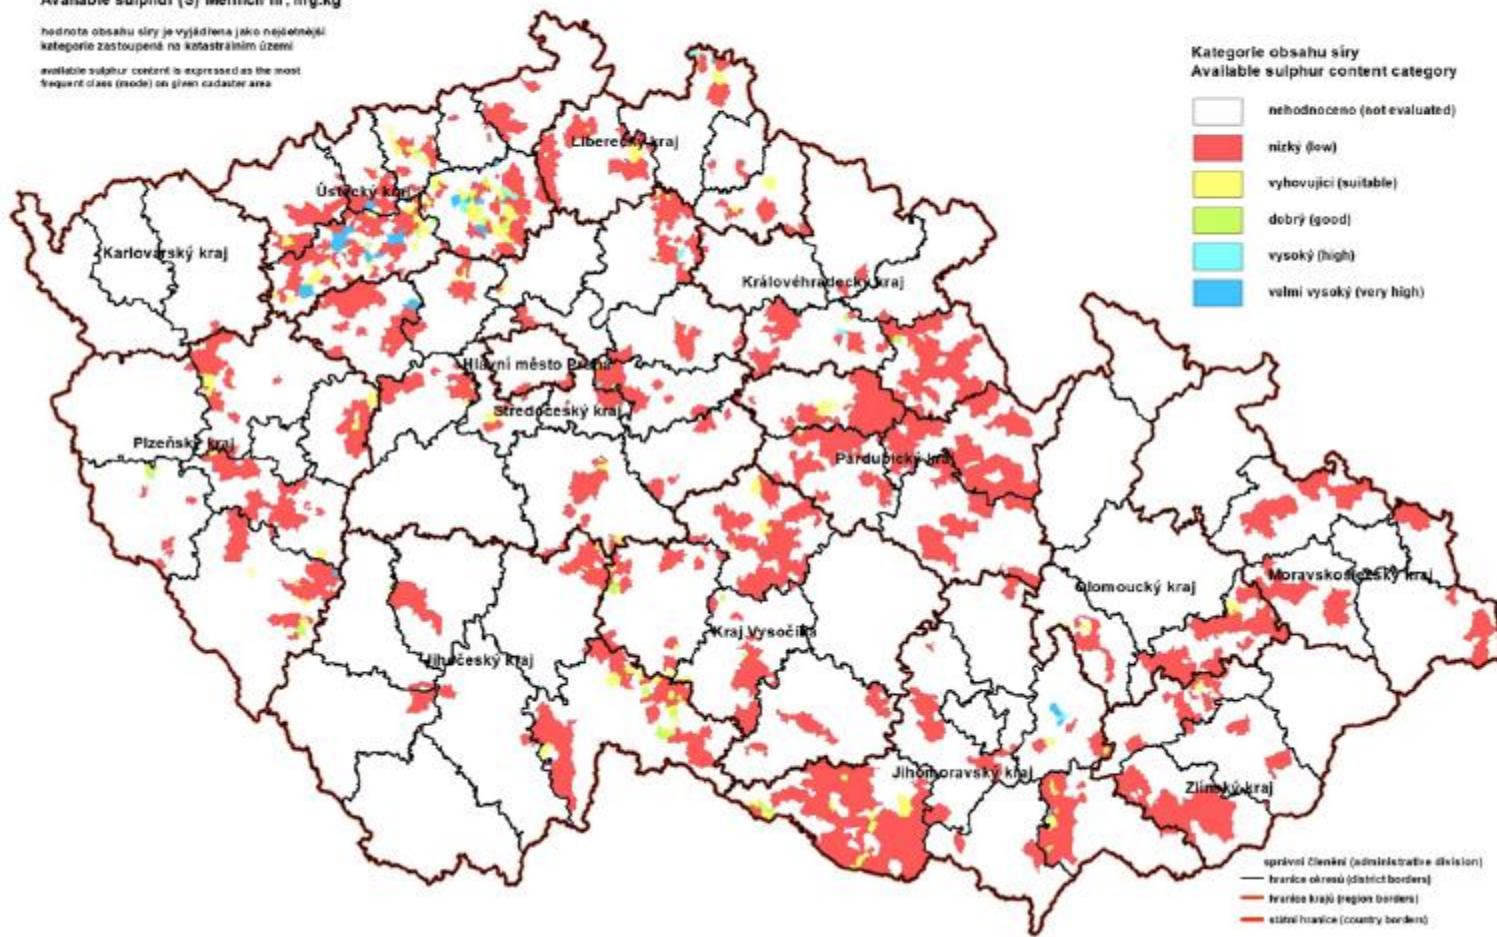 Available sulphur (S) Mehlich III, mg.kg
hodnota obsahu síry je vyjádřena jako nejčetnější
kategorie zastoupená na katastrálním území
available sulphur content is expressed as the most
frequent class (mode) on given cadaster area
Kategorie obsahu síry
Available sulphur content category
nehodnoceno (not evaluated)
nízký (low)
vyhovující (suitable)
dobrý (good)
vysoký (high)
velmi vysoký (very high)
Liberecký kraj
Ústecký kraj
Karlovarský kraj
Královéhradecký kraj
Hlavní město Praha
Středočeský kraj
Plzeňský kraj
Pardubický kraj
Olomoucký kraj
Moravskoslezský kraj
Kraj Vysočina
Jihočeský kraj
Jihomoravský kraj
Zlínský kraj
správní členění (administrative division)
hranice okresů (district borders)
hranice krajů (region borders)
státní hranice (country borders)